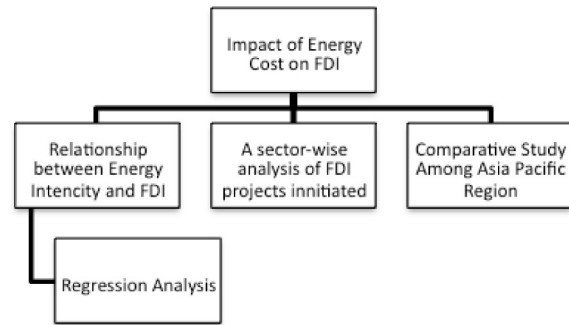 Impact of Energy
Cost on FDI
Relationship
between Energy
Intencity and FDI
A sector-wise
analysis of FDI
projects innitiated
Comparative Study
Among Asia Pacific
Region
Regression Analysis